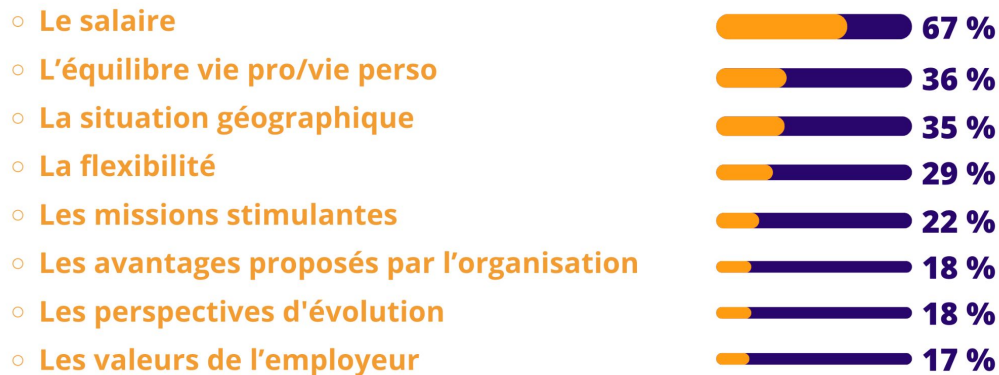 Le salaire 67 %
L’équilibre vie pro/vie perso 36 %
La situation géographique 35 %
La flexibilité 29 %
Les missions stimulantes 22 %
Les avantages proposés par l’organisation 18 %
Les perspectives d'évolution 18 %
Les valeurs de l’employeur 17 %